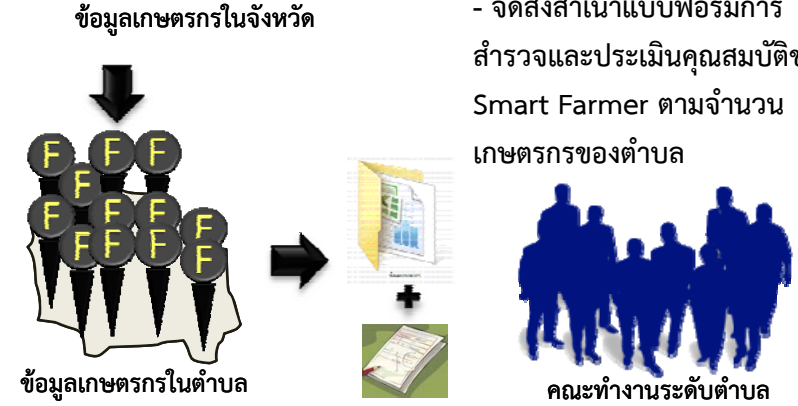 ข้อมูลเกษตรกรในจังหวัด
- จัดส่งสำเนาแบบฟอร์มการ
สำรวจและประเมินคุณสมบัติข
Smart Farmer ตามจำนวน
เกษตรกรของตำบล
F F F
F
F F F F
F F F F
ข้อมูลเกษตรกรในตำบล
คณะทำงานระดับตำบล